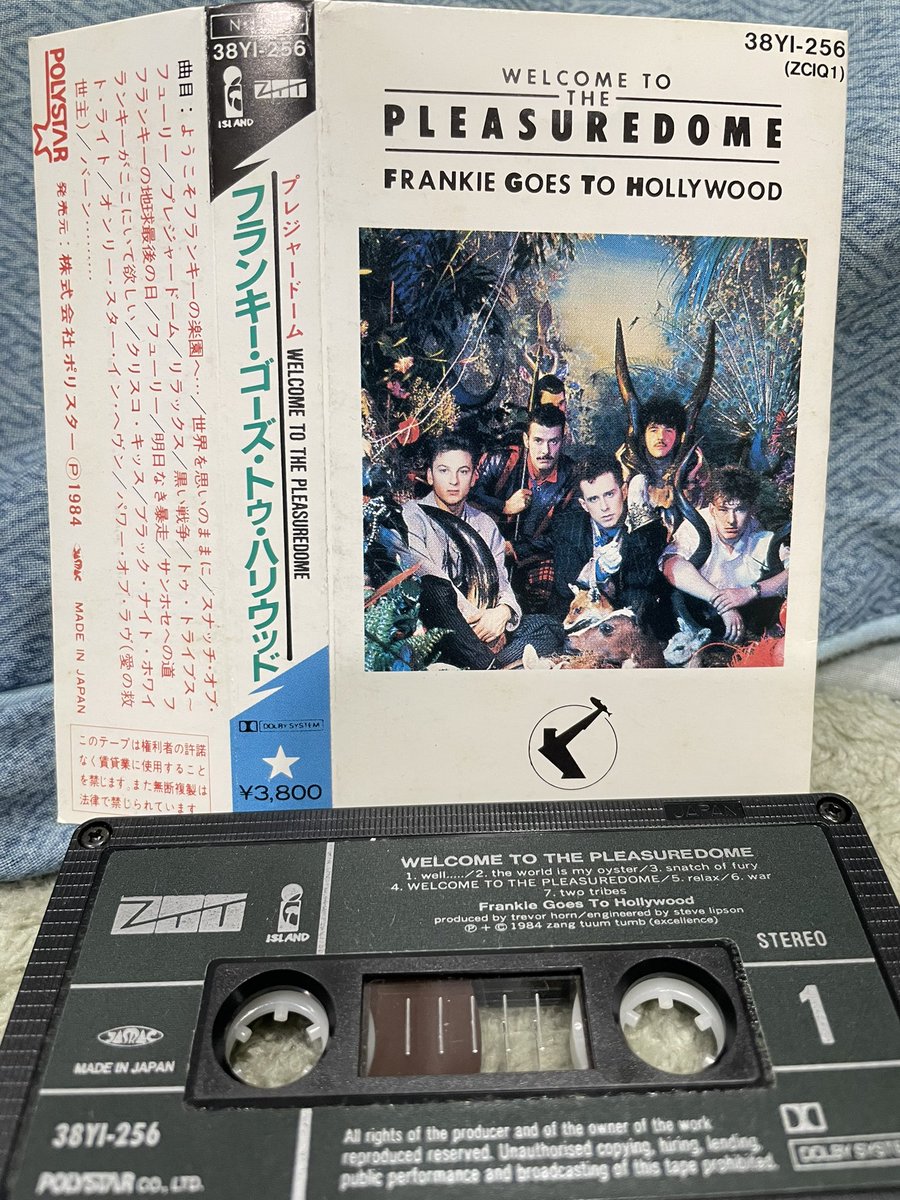 POLYSTAR
発売元：株式会社ポリスター Ⓟ1984
JASRAC
MADE IN JAPAN
曲目：ようこそフランキーの楽園へ…／世界を思いのままに／スナッチ・オブ・
フューリー／プレジャードーム／リラックス／黒い戦争／トゥ・トライブス〜
フランキーの地球最後の日／フューリー／明日なき暴走／サンホセへの道 フ
ランキーがここにいて欲しい／クリスコ・キッス／ブラック・ナイト・ホワイ
ト・ライト／オンリー・スター・イン・ヘヴン／パワー・オブ・ラヴ(愛の救
世主)／バーン………
このテープは権利者の許諾
なく賃貸業に使用すること
を禁じます。また無断複製は
法律で禁じられています
38YI-256
ISLAND
ZTT
プレジャードーム WELCOME TO THE PLEASUREDOME
フランキー・ゴーズ・トゥ・ハリウッド
DOLBY SYSTEM
¥3,800
38YI-256
(ZCIQ1)
WELCOME TO
THE
PLEASUREDOME
FRANKIE GOES TO HOLLYWOOD
JAPAN
ZTT
ISLAND
WELCOME TO THE PLEASUREDOME
1. well...../2. the world is my oyster/3. snatch of fury
4. WELCOME TO THE PLEASUREDOME/5. relax/6. war
7. two tribes
Frankie Goes To Hollywood
produced by trevor horn/engineered by steve lipson
Ⓟ + © 1984 zang tuum tumb (excellence)
STEREO
1
JASRAC
MADE IN JAPAN
38YI-256
POLYSTAR CO., LTD.
All rights of the producer and of the owner of the work
reproduced reserved. Unauthorised copying, hiring, lending,
public performance and broadcasting of this tape prohibited.
DOLBY SYSTEM